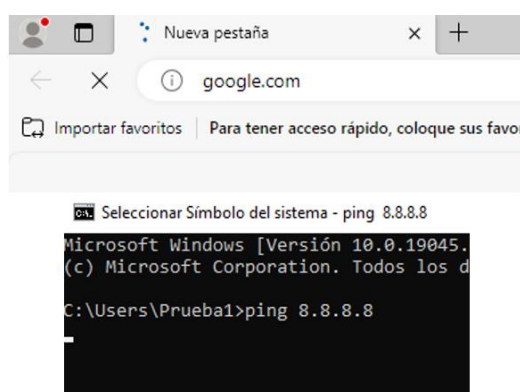 Nueva pestaña
google.com
Importar favoritos Para tener acceso rápido, coloque sus
Seleccionar Símbolo del sistema - ping 8.8.8.8
Microsoft Windows [Versión 10.0.19045.
(c) Microsoft Corporation. Todos los
C:\Users\Prueba1>ping 8.8.8.8